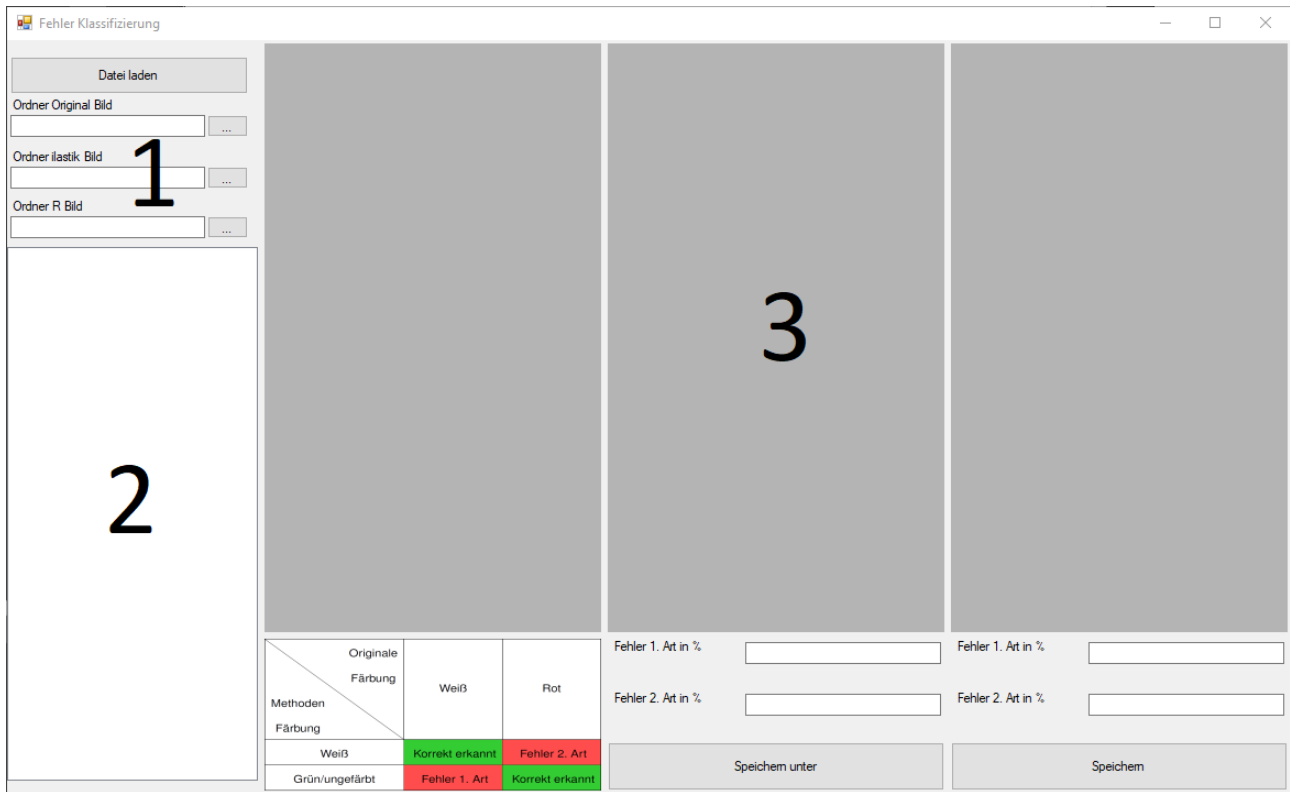 Fehler Klassifizierung
Datei laden
Ordner Original Bild
...
Ordner ilastik Bild
...
Ordner R Bild
...
1
2
3
Originale
Färbung
Methoden
Färbung
Weiß
Rot
Weiß
Korrekt erkannt
Fehler 2. Art
Grün/ungefärbt
Fehler 1. Art
Korrekt erkannt
Fehler 1. Art in %
Fehler 2. Art in %
Speichern unter
Fehler 1. Art in %
Fehler 2. Art in %
Speichern